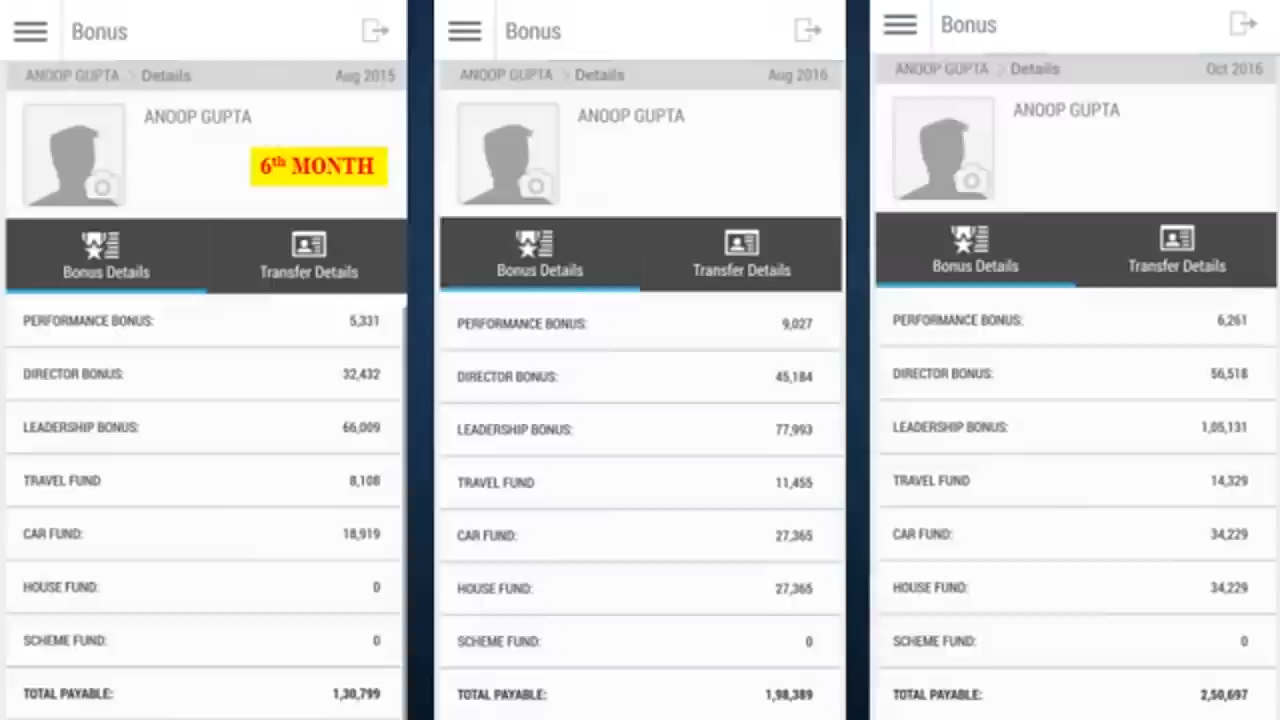 Bonus
ANOOP GUPTA > Details Aug 2015
ANOOP GUPTA
6th MONTH
Bonus Details Transfer Details
PERFORMANCE BONUS: 5,331
DIRECTOR BONUS: 32,432
LEADERSHIP BONUS: 66,009
TRAVEL FUND 8,108
CAR FUND: 18,919
HOUSE FUND: 0
SCHEME FUND: 0
TOTAL PAYABLE: 1,30,799
Bonus
ANOOP GUPTA > Details Aug 2016
ANOOP GUPTA
Bonus Details Transfer Details
PERFORMANCE BONUS: 9,027
DIRECTOR BONUS: 45,184
LEADERSHIP BONUS: 77,993
TRAVEL FUND 11,455
CAR FUND: 27,365
HOUSE FUND: 27,365
SCHEME FUND: 0
TOTAL PAYABLE: 1,98,389
Bonus
ANOOP GUPTA > Details Oct 2016
ANOOP GUPTA
Bonus Details Transfer Details
PERFORMANCE BONUS: 6,261
DIRECTOR BONUS: 56,518
LEADERSHIP BONUS: 1,05,131
TRAVEL FUND 14,329
CAR FUND: 34,229
HOUSE FUND: 34,229
SCHEME FUND: 0
TOTAL PAYABLE: 2,50,697